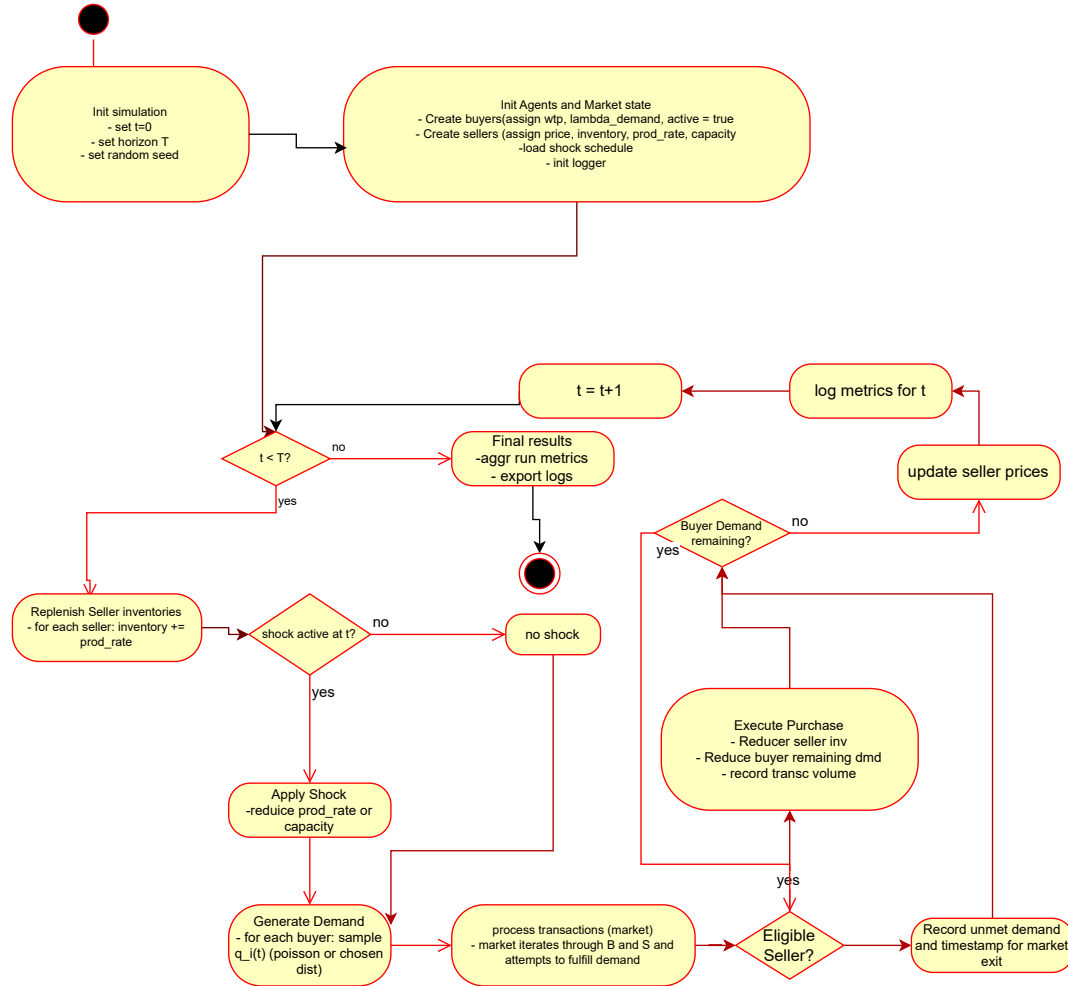 Init simulation
- set t=0
- set horizon T
- set random seed
Init Agents and Market state
- Create buyers(assign wtp, lambda_demand, active = true
- Create sellers (assign price, inventory, prod_rate, capacity
-load shock schedule
- init logger
t = t+1
log metrics for t
t < T?
no
Final results
-aggr run metrics
- export logs
update seller prices
yes
Buyer Demand
remaining?
no
yes
Replenish Seller inventories
- for each seller: inventory +=
prod_rate
shock active at t?
no
no shock
yes
Execute Purchase
- Reducer seller inv
- Reduce buyer remaining dmd
- record transc volume
Apply Shock
-reduice prod_rate or
capacity
yes
Generate Demand
- for each buyer: sample
q_i(t) (poisson or chosen
dist)
process transactions (market)
- market iterates through B and S and
attempts to fulfill demand
Eligible
Seller?
Record unmet demand
and timestamp for market
exit